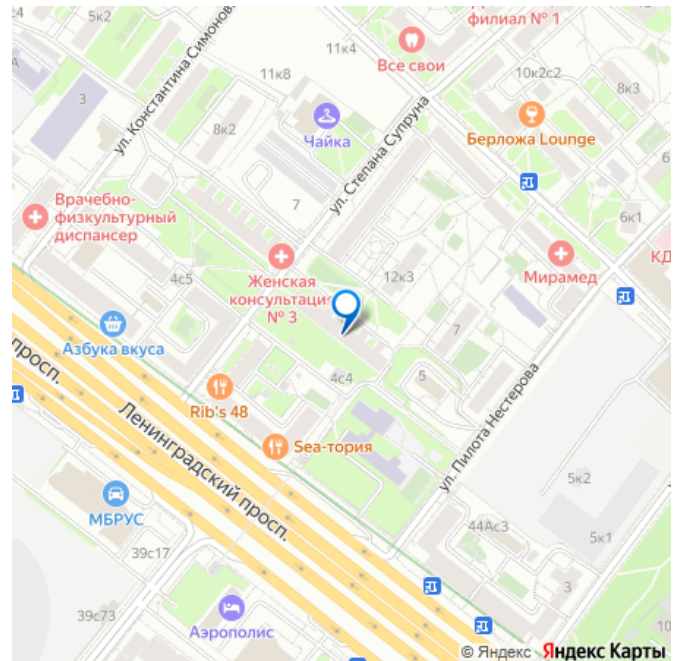 5к2
филиал № 1
11к4
Все свои
11к8
10к2с2
8к3
ул. Константина Симонова
3
8к2
Чайка
ул. Степана Супруна
Берложа Lounge
Врачебно-
физкультурный
диспансер
7
6к1
КД
Мирамед
4с5
Женская
консультация
№ 3
12к3
Азбука вкуса
7
просп.
4с4
5
Rib's 48
ул. Пилота Нестерова
Ленинградский просп.
Sea-тория
5к2
МБРУС
44Ас3
5к1
39с17
3
39с73
10
Аэрополис
© Яндекс Яндекс Карты